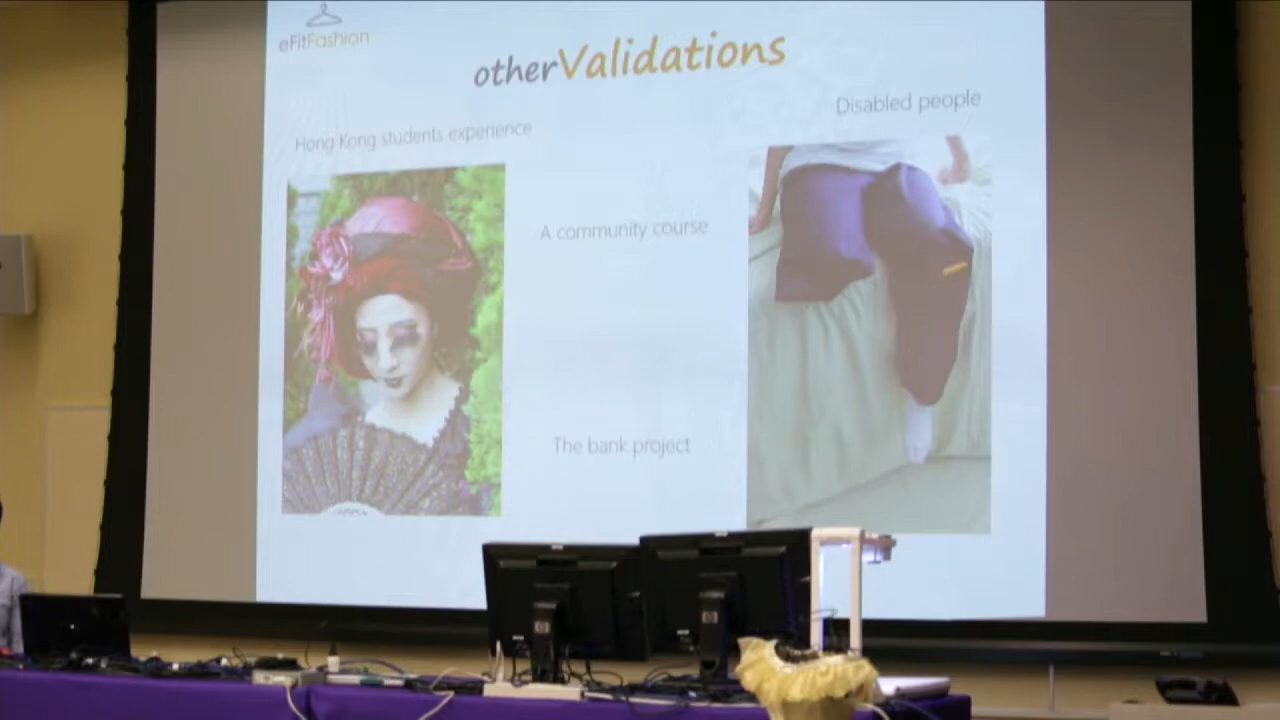 eFitFashion
otherValidations
Disabled people
Hong Kong students experience
A community course
The bank project